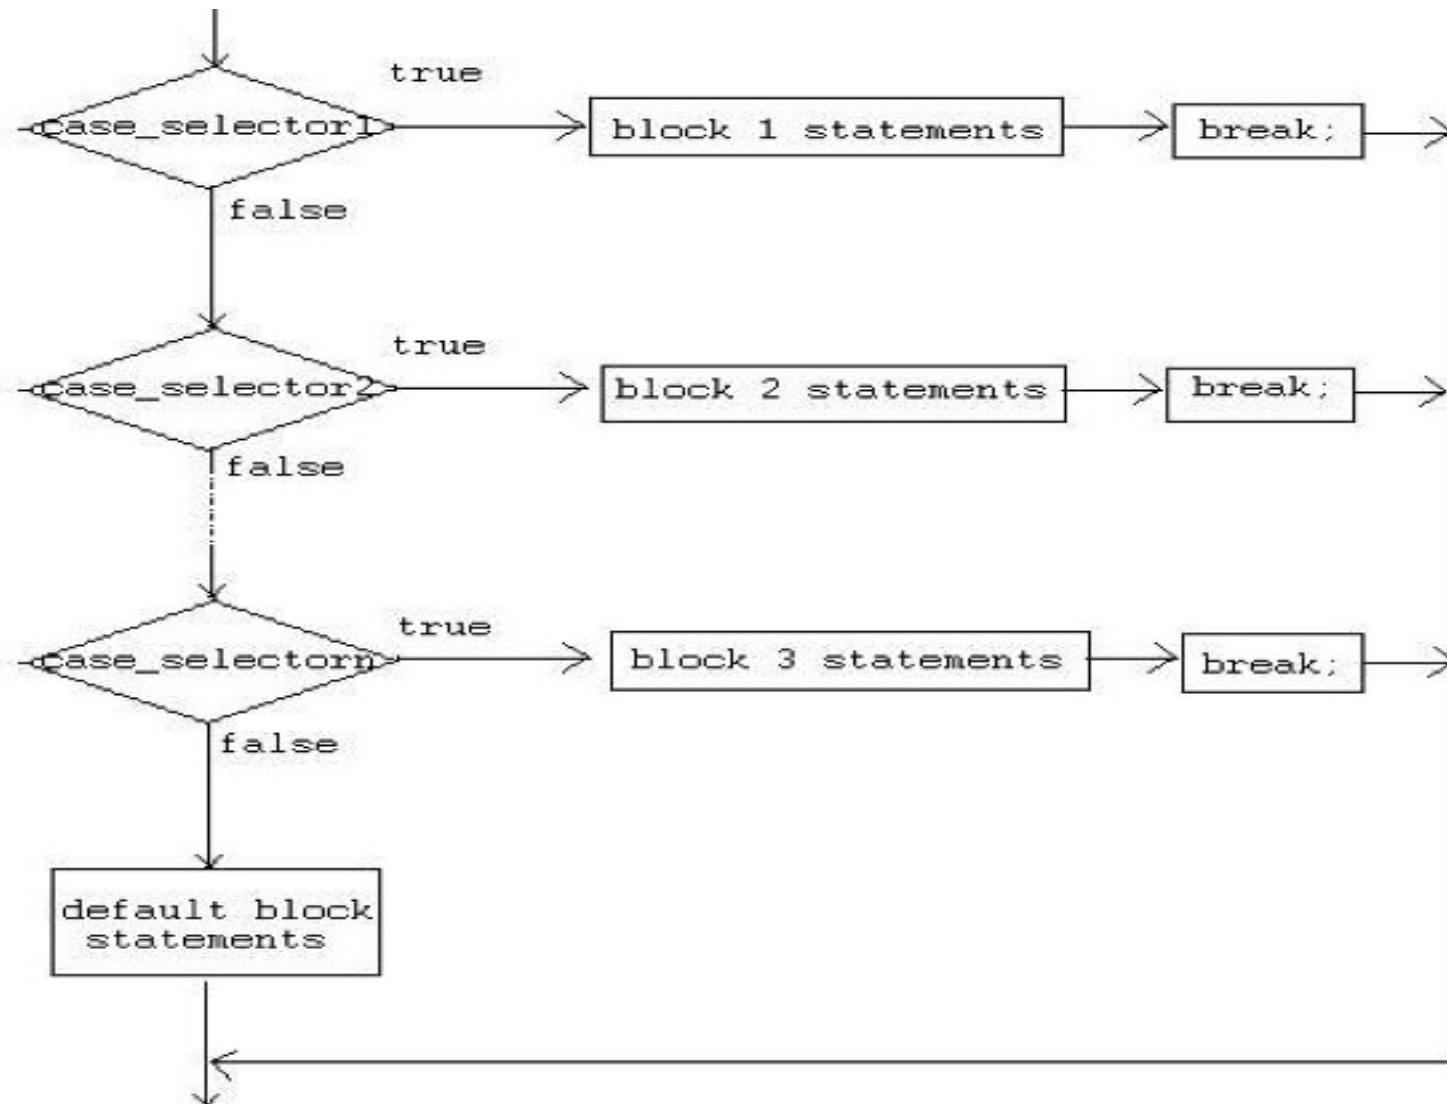 true
case_selector1
block 1 statements
break;
false
true
case_selector2
block 2 statements
break;
false
true
case_selectorn
block 3 statements
break;
false
default block
statements